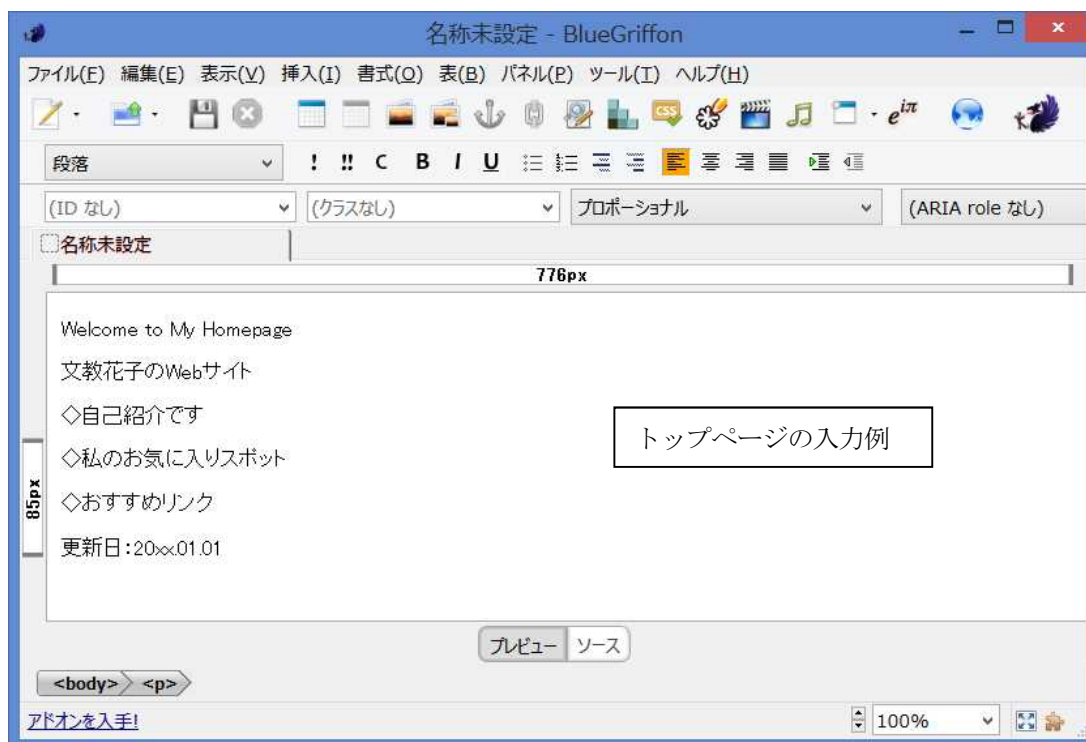 名称未設定 - BlueGriffon
ファイル(F) 編集(E) 表示(V) 挿入(I) 書式(O) 表(B) パネル(P) ツール(T) ヘルプ(H)
CSS e^iπ
段落 ! !! C B I U
(ID なし) (クラスなし) プロポーショナル (ARIA role なし)
名称未設定
776px
Welcome to My Homepage
文教花子のWebサイト
◇自己紹介です
トップページの入力例
◇私のお気に入りスポット
85px
◇おすすめリンク
更新日:20xx.01.01
プレビュー ソース
<body> <p>
アドオンを入手! 100%